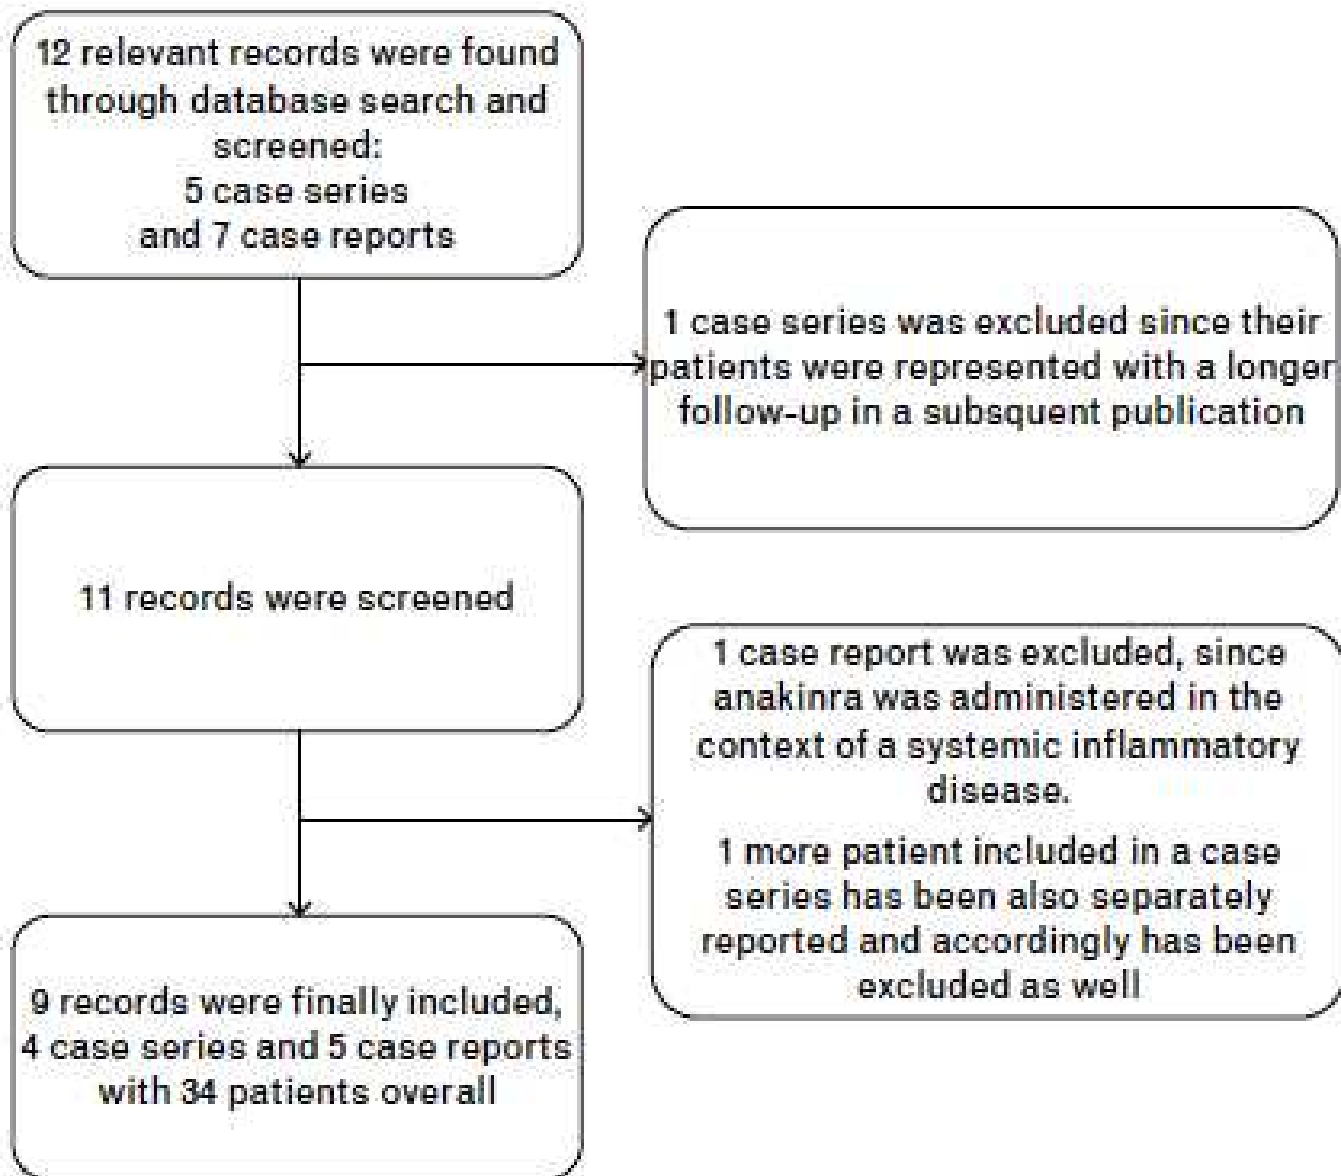 12 relevant records were found
through database search and
screened:
5 case series
and 7 case reports
1 case series was excluded since their
patients were represented with a longer
follow-up in a subsquent publication
11 records were screened
1 case report was excluded, since
anakinra was administered in the
context of a systemic inflammatory
disease.
1 more patient included in a case
series has been also separately
reported and accordingly has been
excluded as well
9 records were finally included,
4 case series and 5 case reports
with 34 patients overall